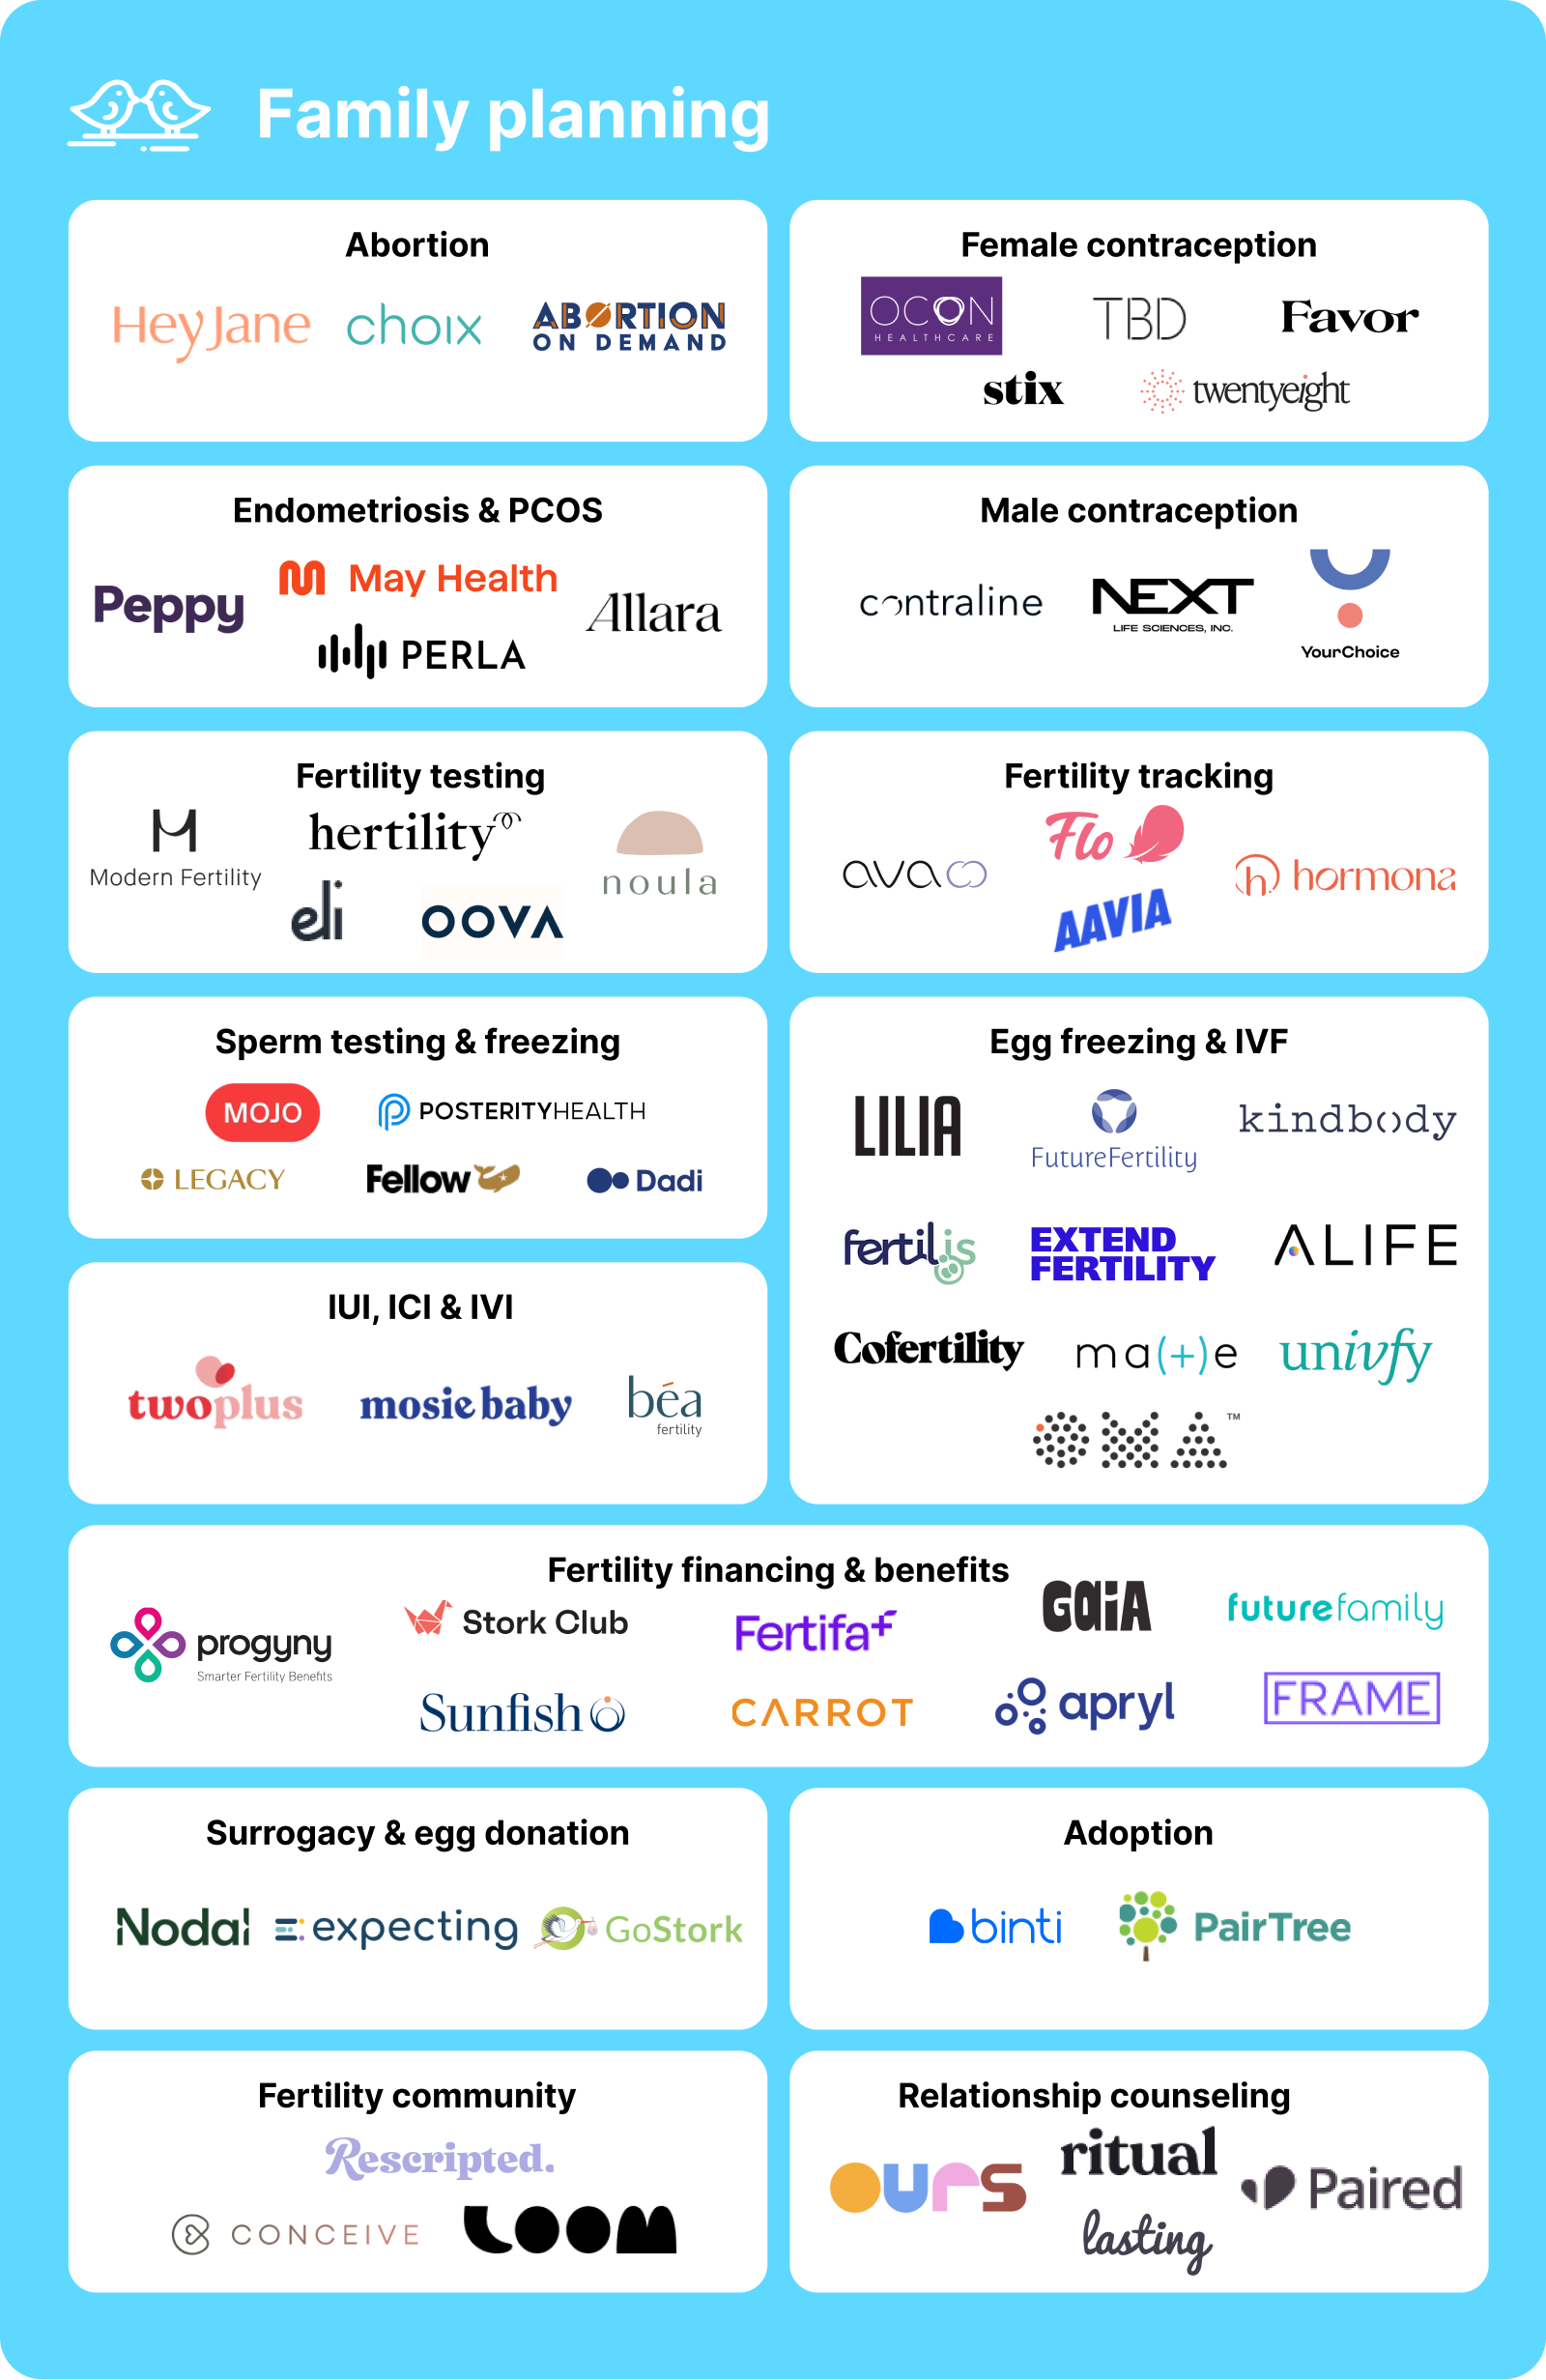 Family planning
Abortion
HeyJane
choix
ABORTION
ON DEMAND
Female contraception
OCON
HEALTHCARE
TBD
Favor
stix
twentyeight
Endometriosis & PCOS
Peppy
May Health
Allara
PERLA
Male contraception
contraline
NEXT
LIFE SCIENCES, INC.
YourChoice
Fertility testing
Modern Fertility
hertility
noula
eli
OOVA
Fertility tracking
ava
Flo
hormona
AAVIA
Sperm testing & freezing
MOJO
POSTERITYHEALTH
LEGACY
Fellow
Dadi
Egg freezing & IVF
LILIA
FutureFertility
kindbody
fertilis
EXTEND
FERTILITY
ALIFE
Cofertility
ma(+)e
univfy
OMA™
IUI, ICI & IVI
twoplus
mosie baby
béa
fertility
Fertility financing & benefits
progyny
Smarter Fertility Benefits
Stork Club
Fertifa
GAIA
futurefamily
Sunfish
CARROT
apryl
FRAME
Surrogacy & egg donation
Nodal
expecting
GoStork
Adoption
binti
PairTree
Fertility community
Rescripted.
CONCEIVE
LOOM
Relationship counseling
ours
ritual
Paired
lasting